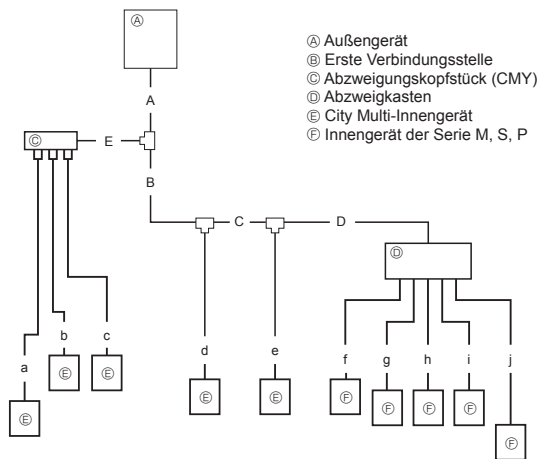 Ⓐ
Ⓐ Außengerät
Ⓑ Erste Verbindungsstelle
Ⓒ Abzweigungskopfstück (CMY)
Ⓓ Abzweigkasten
Ⓔ City Multi-Innengerät
Ⓕ Innengerät der Serie M, S, P
A
Ⓒ
E
B
C
D
Ⓓ
a
b
c
d
e
f
g
h
i
j
Ⓔ
Ⓔ
Ⓔ
Ⓔ
Ⓔ
Ⓕ
Ⓕ
Ⓕ
Ⓕ
Ⓕ